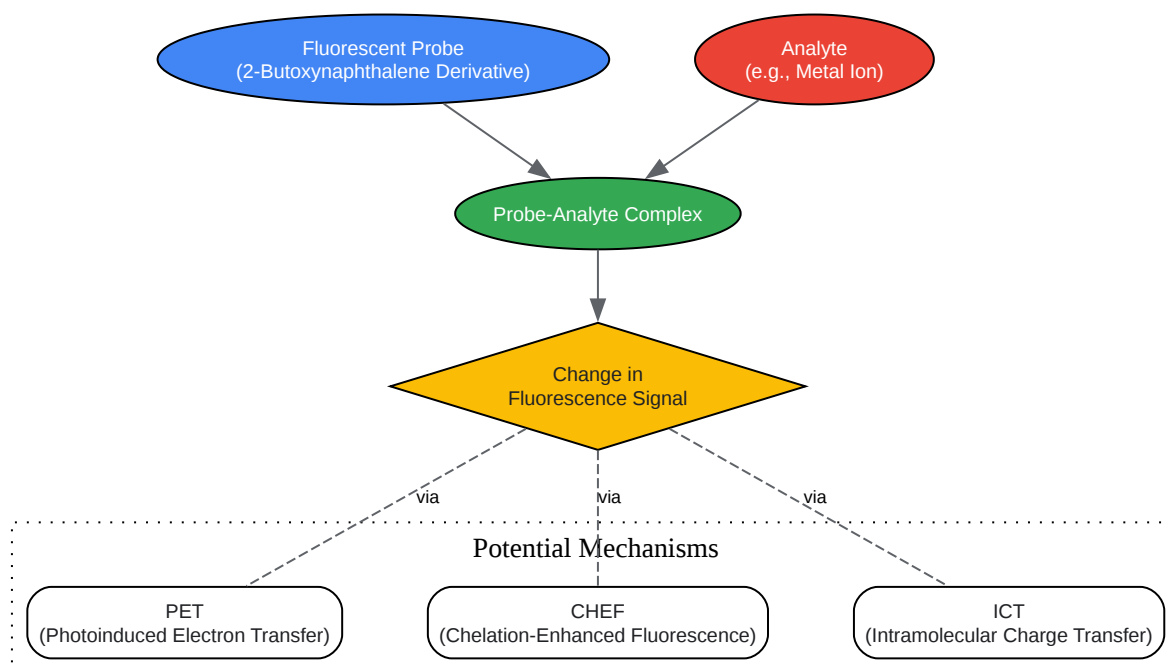 Fluorescent Probe
(2-Butoxynaphthalene Derivative)
Analyte
(e.g., Metal Ion)
Probe-Analyte Complex
Change in
Fluorescence Signal
via
via
via
Potential Mechanisms
PET
(Photoinduced Electron Transfer)
CHEF
(Chelation-Enhanced Fluorescence)
ICT
(Intramolecular Charge Transfer)